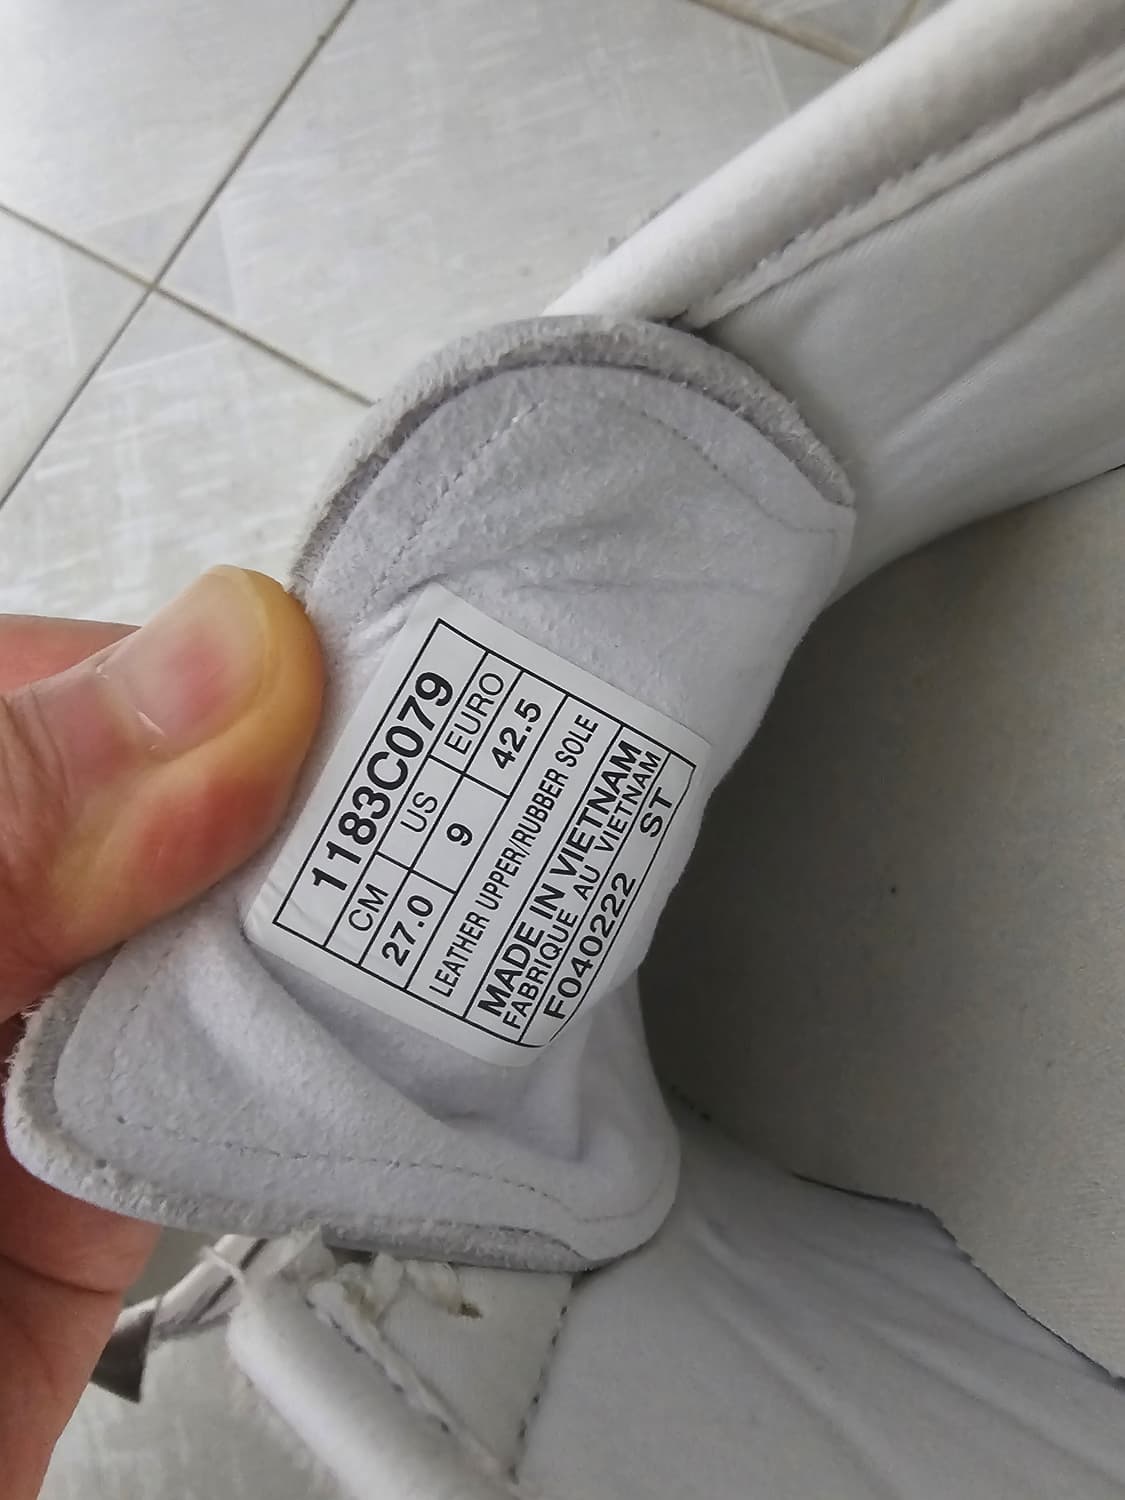 1183C079
CM US EURO
27.0 9 42.5
LEATHER UPPER/RUBBER SOLE
MADE IN VIETNAM
FABRIQUE AU VIETNAM
F040222 ST